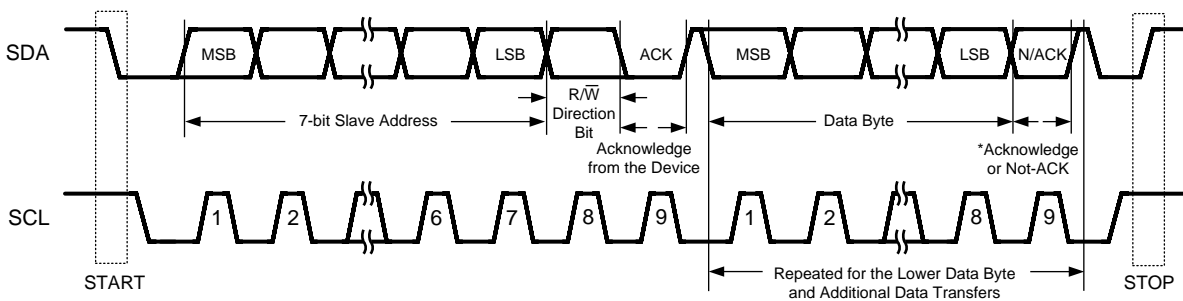 SDA
MSB
LSB
ACK
MSB
LSB
N/ACK
R/W̅
Direction
Bit
7-bit Slave Address
Data Byte
Acknowledge
from the Device
*Acknowledge
or Not-ACK
SCL
1
2
6
7
8
9
1
2
8
9
START
Repeated for the Lower Data Byte
and Additional Data Transfers
STOP